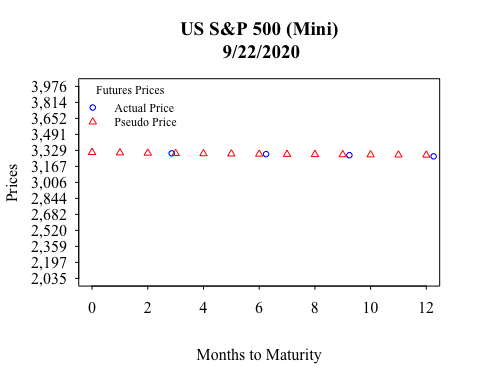 US S&P 500 (Mini)
9/22/2020
Futures Prices
Actual Price
Pseudo Price
Prices
3,976
3,814
3,652
3,491
3,329
3,167
3,006
2,844
2,682
2,520
2,359
2,197
2,035
0 2 4 6 8 10 12
Months to Maturity